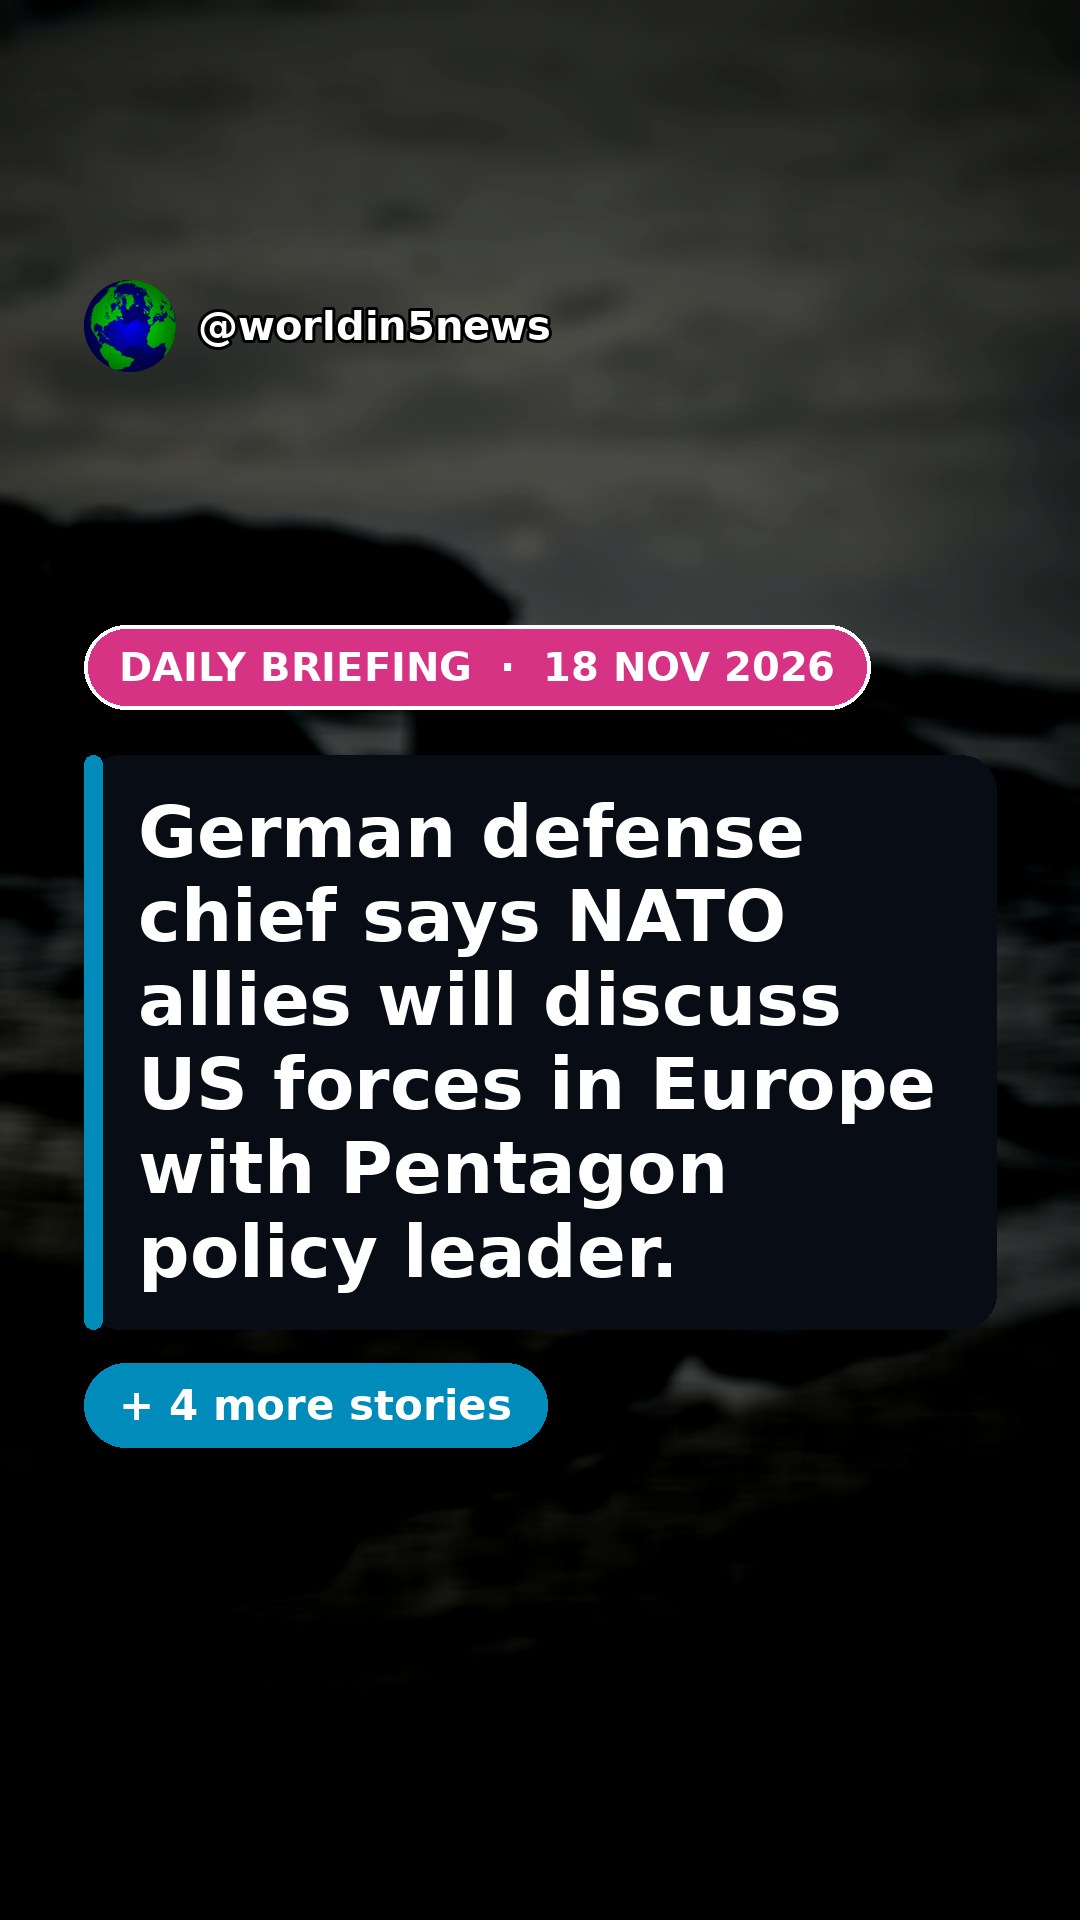 @worldin5news
DAILY BRIEFING · 18 NOV 2026
German defense
chief says NATO
allies will discuss
US forces in Europe
with Pentagon
policy leader.
+ 4 more stories